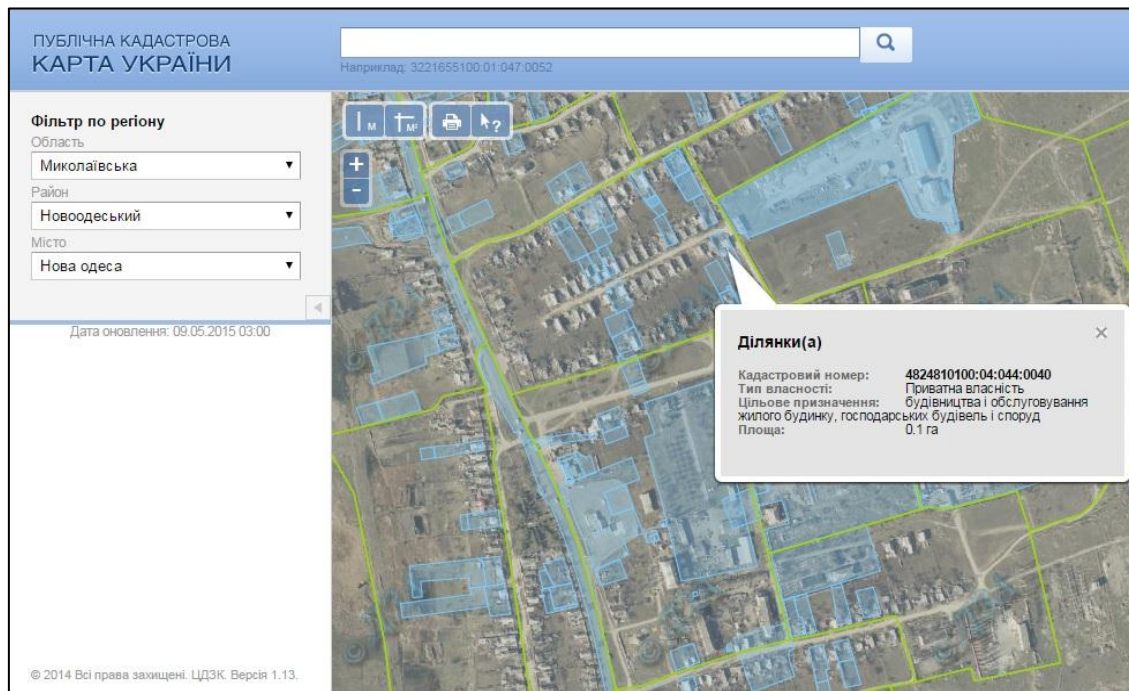 ПУБЛІЧНА КАДАСТРОВА
КАРТА УКРАЇНИ
Наприклад: 3221655100:01:047:0052
Фільтр по регіону
Область
Миколаївська
Район
Новоодеський
Місто
Нова одеса
Дата оновлення: 09.05.2015 03:00
М
М²
?
+
-
Ділянки(а)
×
Кадастровий номер: 4824810100:04:044:0040
Тип власності: Приватна власність
Цільове призначення: будівництва і обслуговування
жилого будинку, господарських будівель і споруд
Площа: 0.1 га
© 2014 Всі права захищені. ЦДЗК. Версія 1.13.